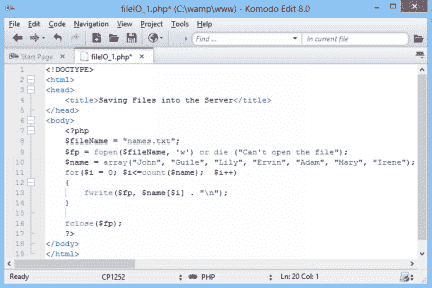 fileIO_1.php* (C:\wamp\www) - Komodo Edit 8.0
File Edit Code Navigation View Project Tools Help
Find ... in current file
Start Page fileIO_1.php*
1 <!DOCTYPE>
2 <html>
3 <head>
4 <title>Saving Files into the Server</title>
5 </head>
6 <body>
7 <?php
8 $fileName = "names.txt";
9 $fp = fopen($fileName, 'w') or die ("Can't open the file");
10 $name = array("John", "Guile", "Lily", "Ervin", "Adam", "Mary", "Irene");
11 for($i = 0; $i<=count($name); $i++)
12 {
13 fwrite($fp, $name[$i] . "\n");
14 }
15
16 fclose($fp);
17 ?>
18 </body>
19 </html>
Ready CP1252 PHP Ln: 20 Col: 1